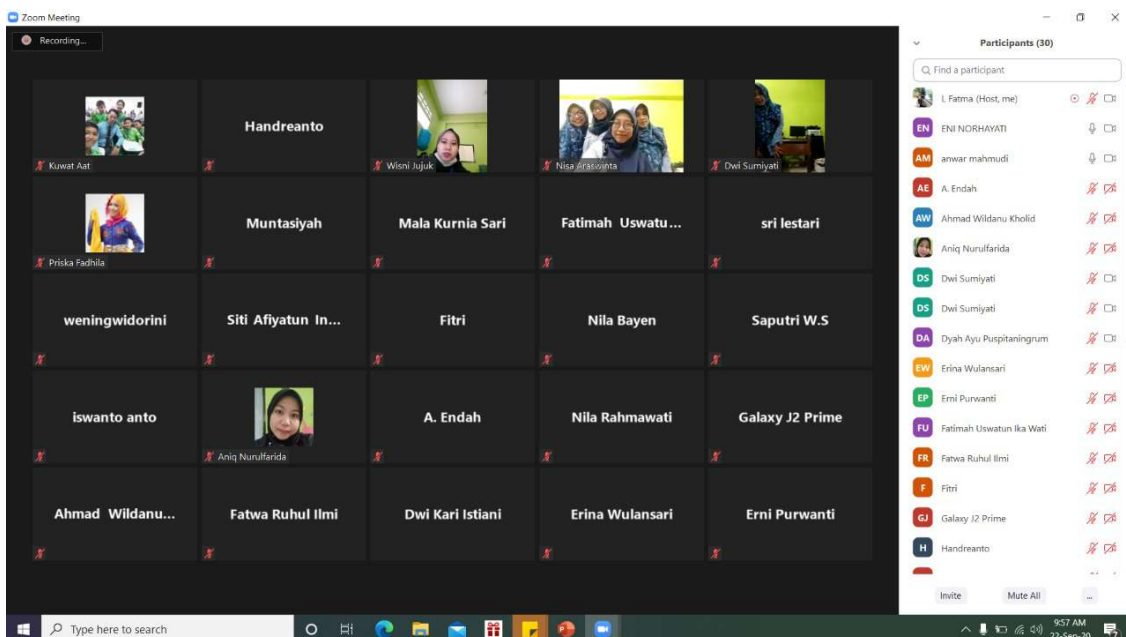 Zoom Meeting
Recording...
Kuwat Aat
Handreanto
Wisni Jujuk
Nisa Araswinta
Dwi Sumiyati
Priska Fadhila
Muntasiyah
Mala Kurnia Sari
Fatimah Uswatu...
sri lestari
weningwidorini
Siti Afiyatun In...
Fitri
Nila Bayen
Saputri W.S
iswanto anto
Aniq Nurulfarida
A. Endah
Nila Rahmawati
Galaxy J2 Prime
Ahmad Wildanu...
Fatwa Ruhul Ilmi
Dwi Kari Istiani
Erina Wulansari
Erni Purwanti
Participants (30)
Find a participant
I. Fatma (Host, me)
EN ENI NORHAYATI
AM anwar mahmudi
AE A. Endah
AW Ahmad Wildanu Kholid
Aniq Nurulfarida
DS Dwi Sumiyati
DS Dwi Sumiyati
DA Dyah Ayu Puspitaningrum
EW Erina Wulansari
EP Erni Purwanti
FU Fatimah Uswatun Ika Wati
FR Fatwa Ruhul Ilmi
F Fitri
GJ Galaxy J2 Prime
H Handreanto
Invite
Mute All
...
Type here to search
9:57 AM
22-Sep-20